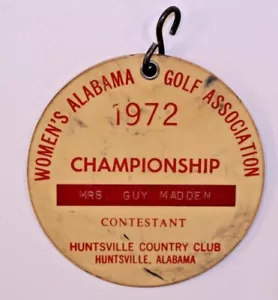 WOMEN'S ALABAMA GOLF ASSOCIATION
1972
CHAMPIONSHIP
MRS GUY MADDEN
CONTESTANT
HUNTSVILLE COUNTRY CLUB
HUNTSVILLE, ALABAMA